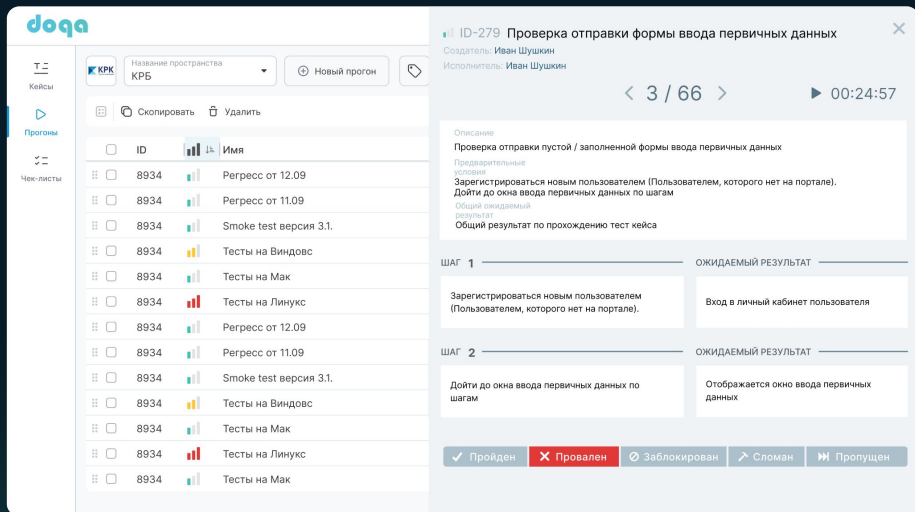 doqa
Кейсы
Прогоны
Чек-листы
КРК
Название пространства
КРБ
Новый прогон
Скопировать
Удалить
ID Имя
8934 Регресс от 12.09
8934 Регресс от 11.09
8934 Smoke test версия 3.1.
8934 Тесты на Виндовс
8934 Тесты на Мак
8934 Тесты на Линукс
8934 Регресс от 12.09
8934 Регресс от 11.09
8934 Smoke test версия 3.1.
8934 Тесты на Виндовс
8934 Тесты на Мак
8934 Тесты на Линукс
8934 Тесты на Мак
ID-279 Проверка отправки формы ввода первичных данных
Создатель: Иван Шушкин
Исполнитель: Иван Шушкин
3 / 66
00:24:57
Описание
Проверка отправки пустой / заполненной формы ввода первичных данных
Предварительные
условия
Зарегистрироваться новым пользователем (Пользователем, которого нет на портале).
Дойти до окна ввода первичных данных по шагам
Общий ожидаемый
результат
Общий результат по прохождению тест кейса
ШАГ 1
ОЖИДАЕМЫЙ РЕЗУЛЬТАТ
Зарегистрироваться новым пользователем
(Пользователем, которого нет на портале).
Вход в личный кабинет пользователя
ШАГ 2
ОЖИДАЕМЫЙ РЕЗУЛЬТАТ
Дойти до окна ввода первичных данных по
шагам
Отображается окно ввода первичных
данных
Пройден
Провален
Заблокирован
Сломан
Пропущен